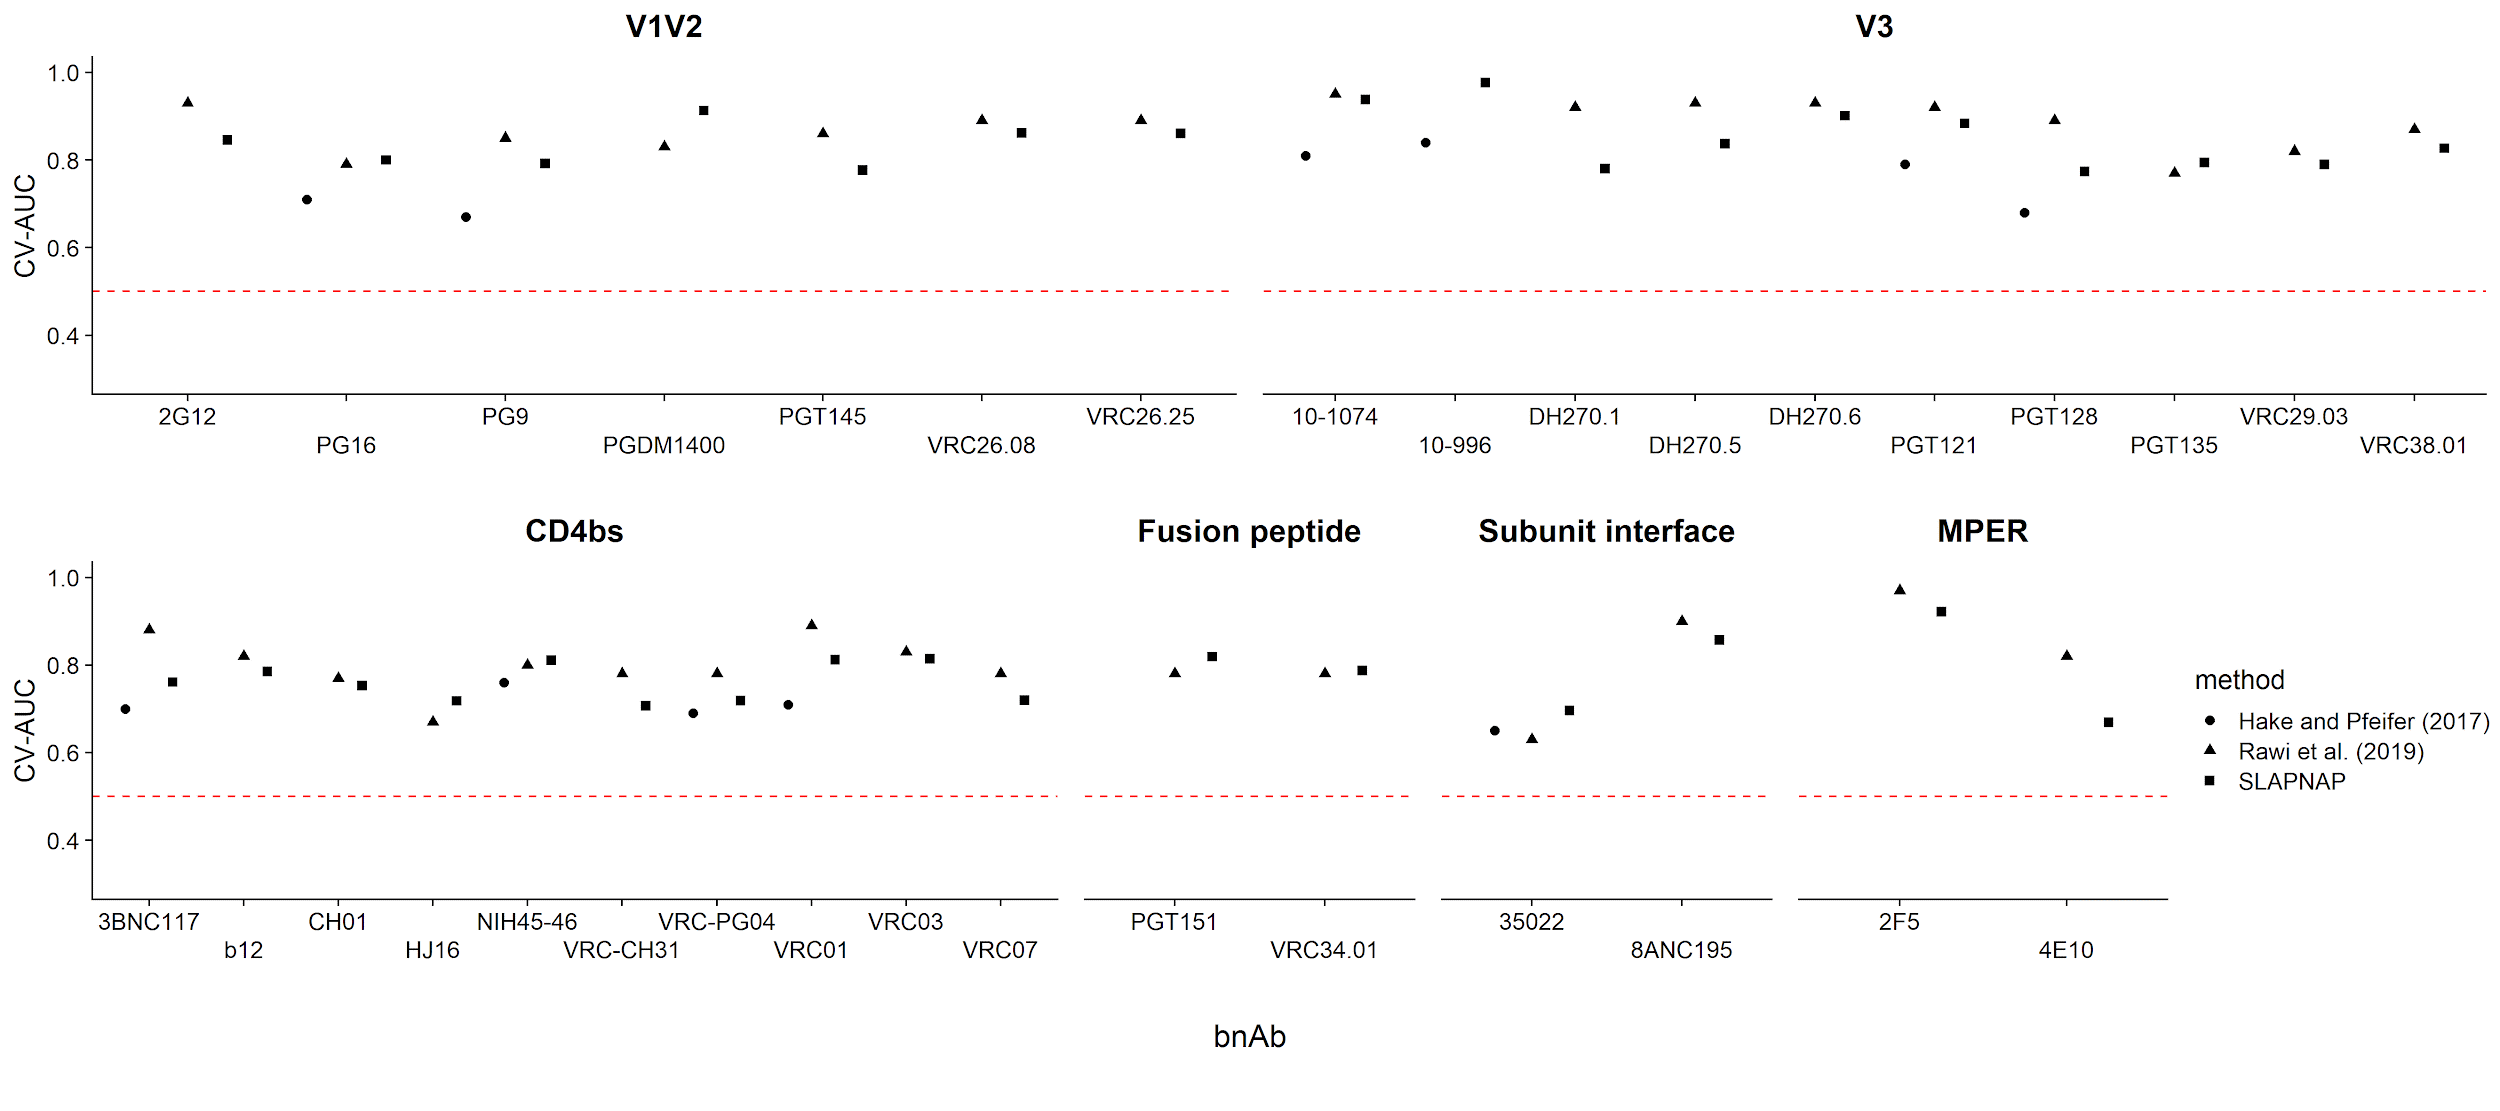 V1V2
V3
CV-AUC
1.0
0.8
0.6
0.4
2G12
PG16
PG9
PGDM1400
PGT145
VRC26.08
VRC26.25
10-1074
10-996
DH270.1
DH270.5
DH270.6
PGT121
PGT128
PGT135
VRC29.03
VRC38.01
CD4bs
Fusion peptide
Subunit interface
MPER
CV-AUC
1.0
0.8
0.6
0.4
3BNC117
b12
CH01
HJ16
NIH45-46
VRC-CH31
VRC-PG04
VRC01
VRC03
VRC07
PGT151
VRC34.01
35022
8ANC195
2F5
4E10
method
Hake and Pfeifer (2017)
Rawi et al. (2019)
SLAPNAP
bnAb